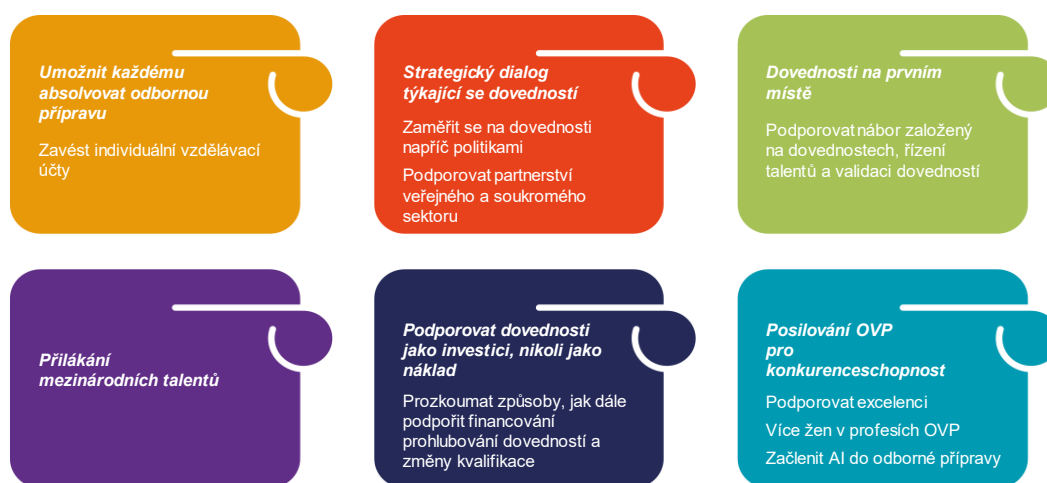 Umožnit každému
absolvovat odbornou
přípravu
Zavést individuální vzdělávací
účty
Strategický dialog
týkající se dovedností
Zaměřit se na dovednosti
napříč politikami
Podporovat partnerství
veřejného a soukromého
sektoru
Dovednosti na prvním
místě
Podporovat nábor založený
na dovednostech, řízení
talentů a validaci dovedností
Přilákání
mezinárodních talentů
Podporovat dovednosti
jako investici, nikoli jako
náklad
Prozkoumat způsoby, jak dále
podpořit financování
prohlubování dovedností a
změny kvalifikace
Posilování OVP
pro
konkurenceschopnost
Podporovat excelenci
Více žen v profesích OVP
Začlenit AI do odborné přípravy